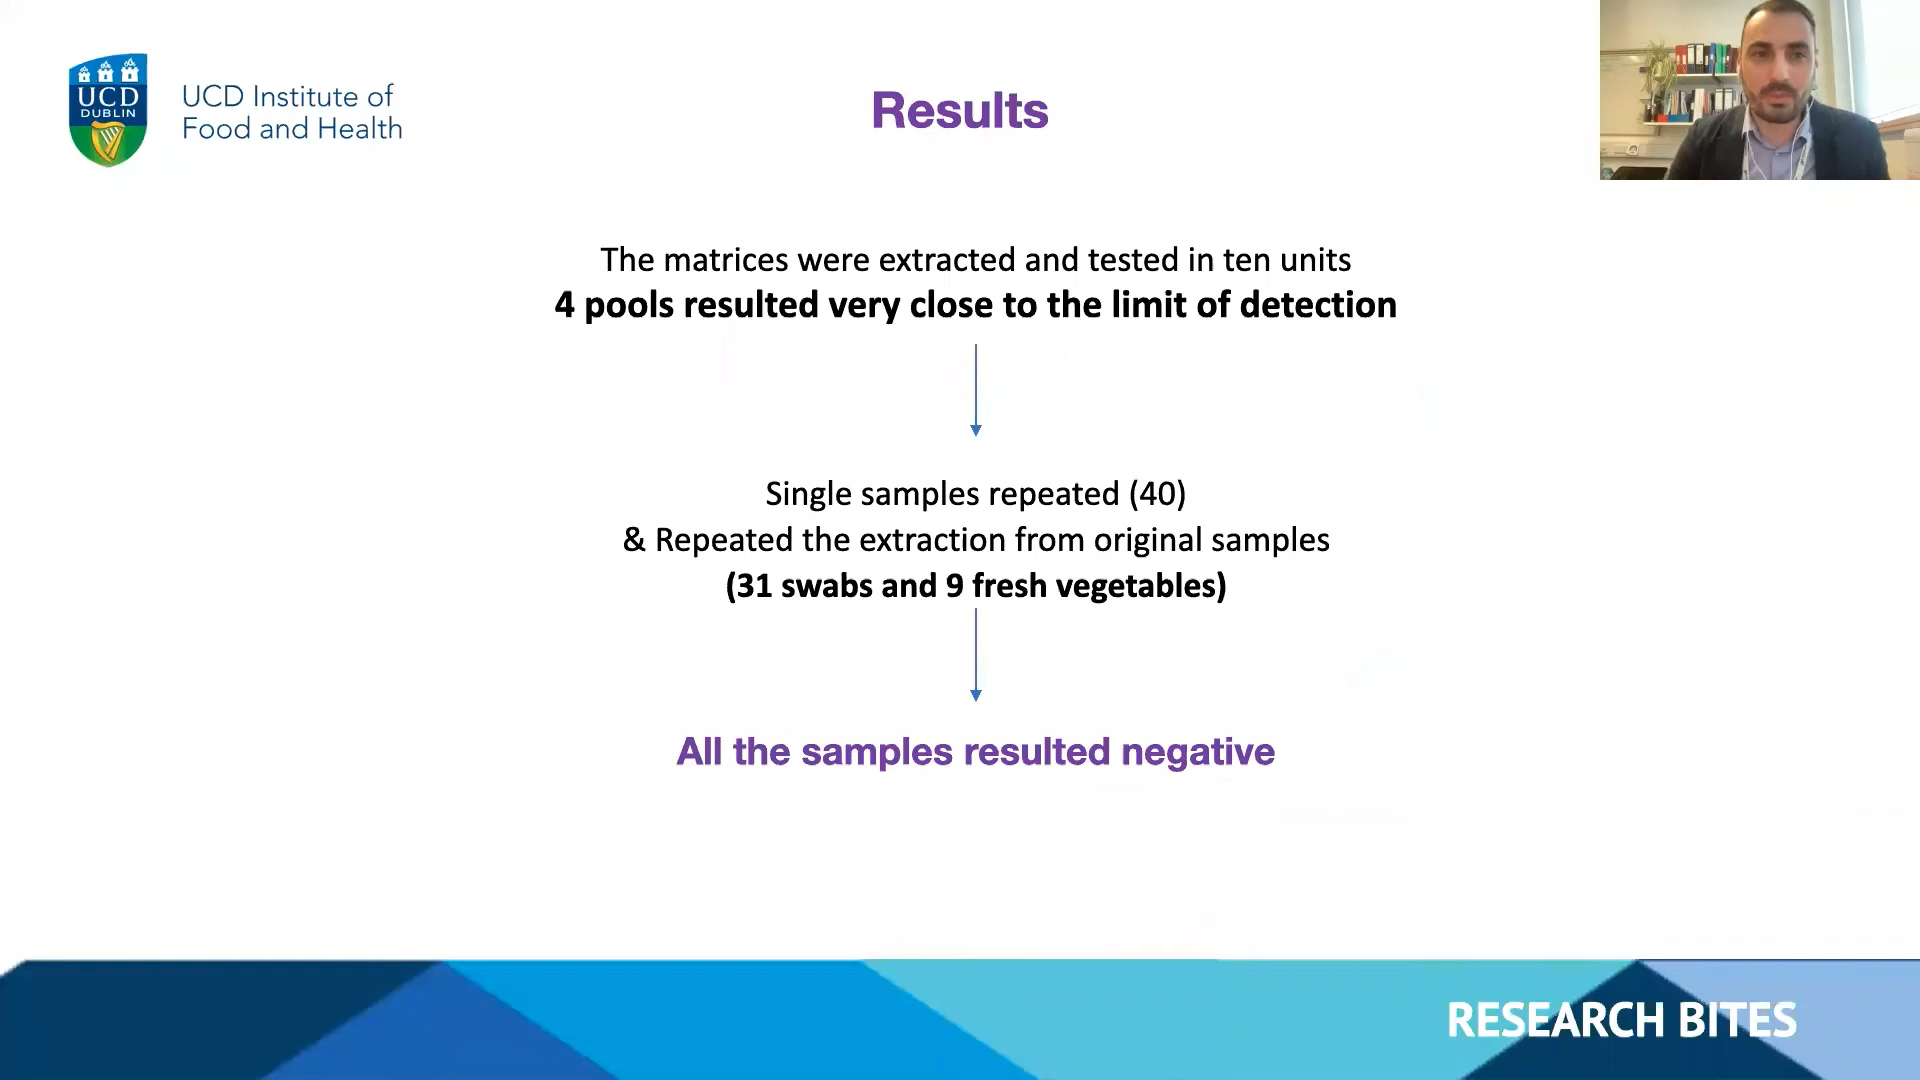 UCD
DUBLIN
UCD Institute of
Food and Health
Results
The matrices were extracted and tested in ten units
4 pools resulted very close to the limit of detection
Single samples repeated (40)
& Repeated the extraction from original samples
(31 swabs and 9 fresh vegetables)
All the samples resulted negative
RESEARCH BITES